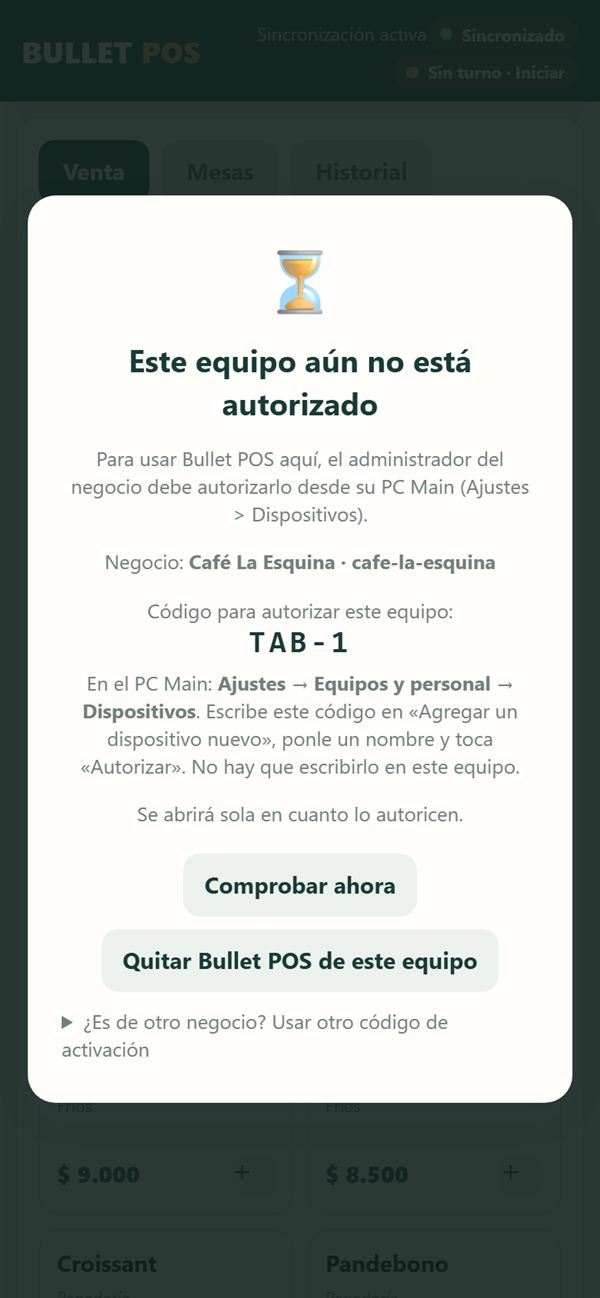 BULLET POS
Sincronización activa
Sincronizado
Sin turno · Iniciar
Venta
Mesas
Historial
Este equipo aún no está
autorizado
Para usar Bullet POS aquí, el administrador del
negocio debe autorizarlo desde su PC Main (Ajustes
> Dispositivos).
Negocio: Café La Esquina · cafe-la-esquina
Código para autorizar este equipo:
TAB-1
En el PC Main: Ajustes → Equipos y personal →
Dispositivos. Escribe este código en «Agregar un
dispositivo nuevo», ponle un nombre y toca
«Autorizar». No hay que escribirlo en este equipo.
Se abrirá sola en cuanto lo autoricen.
Comprobar ahora
Quitar Bullet POS de este equipo
▶ ¿Es de otro negocio? Usar otro código de
activación
Fríos
Fríos
$ 9.000 +
$ 8.500 +
Croissant
Pandebono